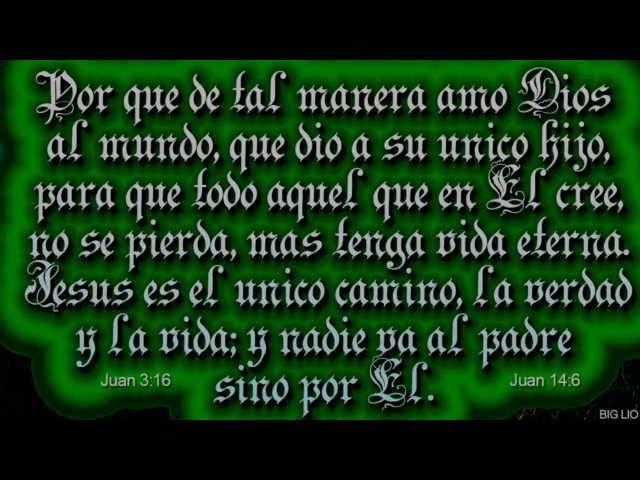 Por que de tal manera amo Dios
al mundo, que dio a su unico hijo,
para que todo aquel que en El cree,
no se pierda, mas tenga vida eterna.
Jesus es el unico camino, la verdad
y la vida; y nadie va al padre
sino por El.
Juan 3:16
Juan 14:6
BIG LIO